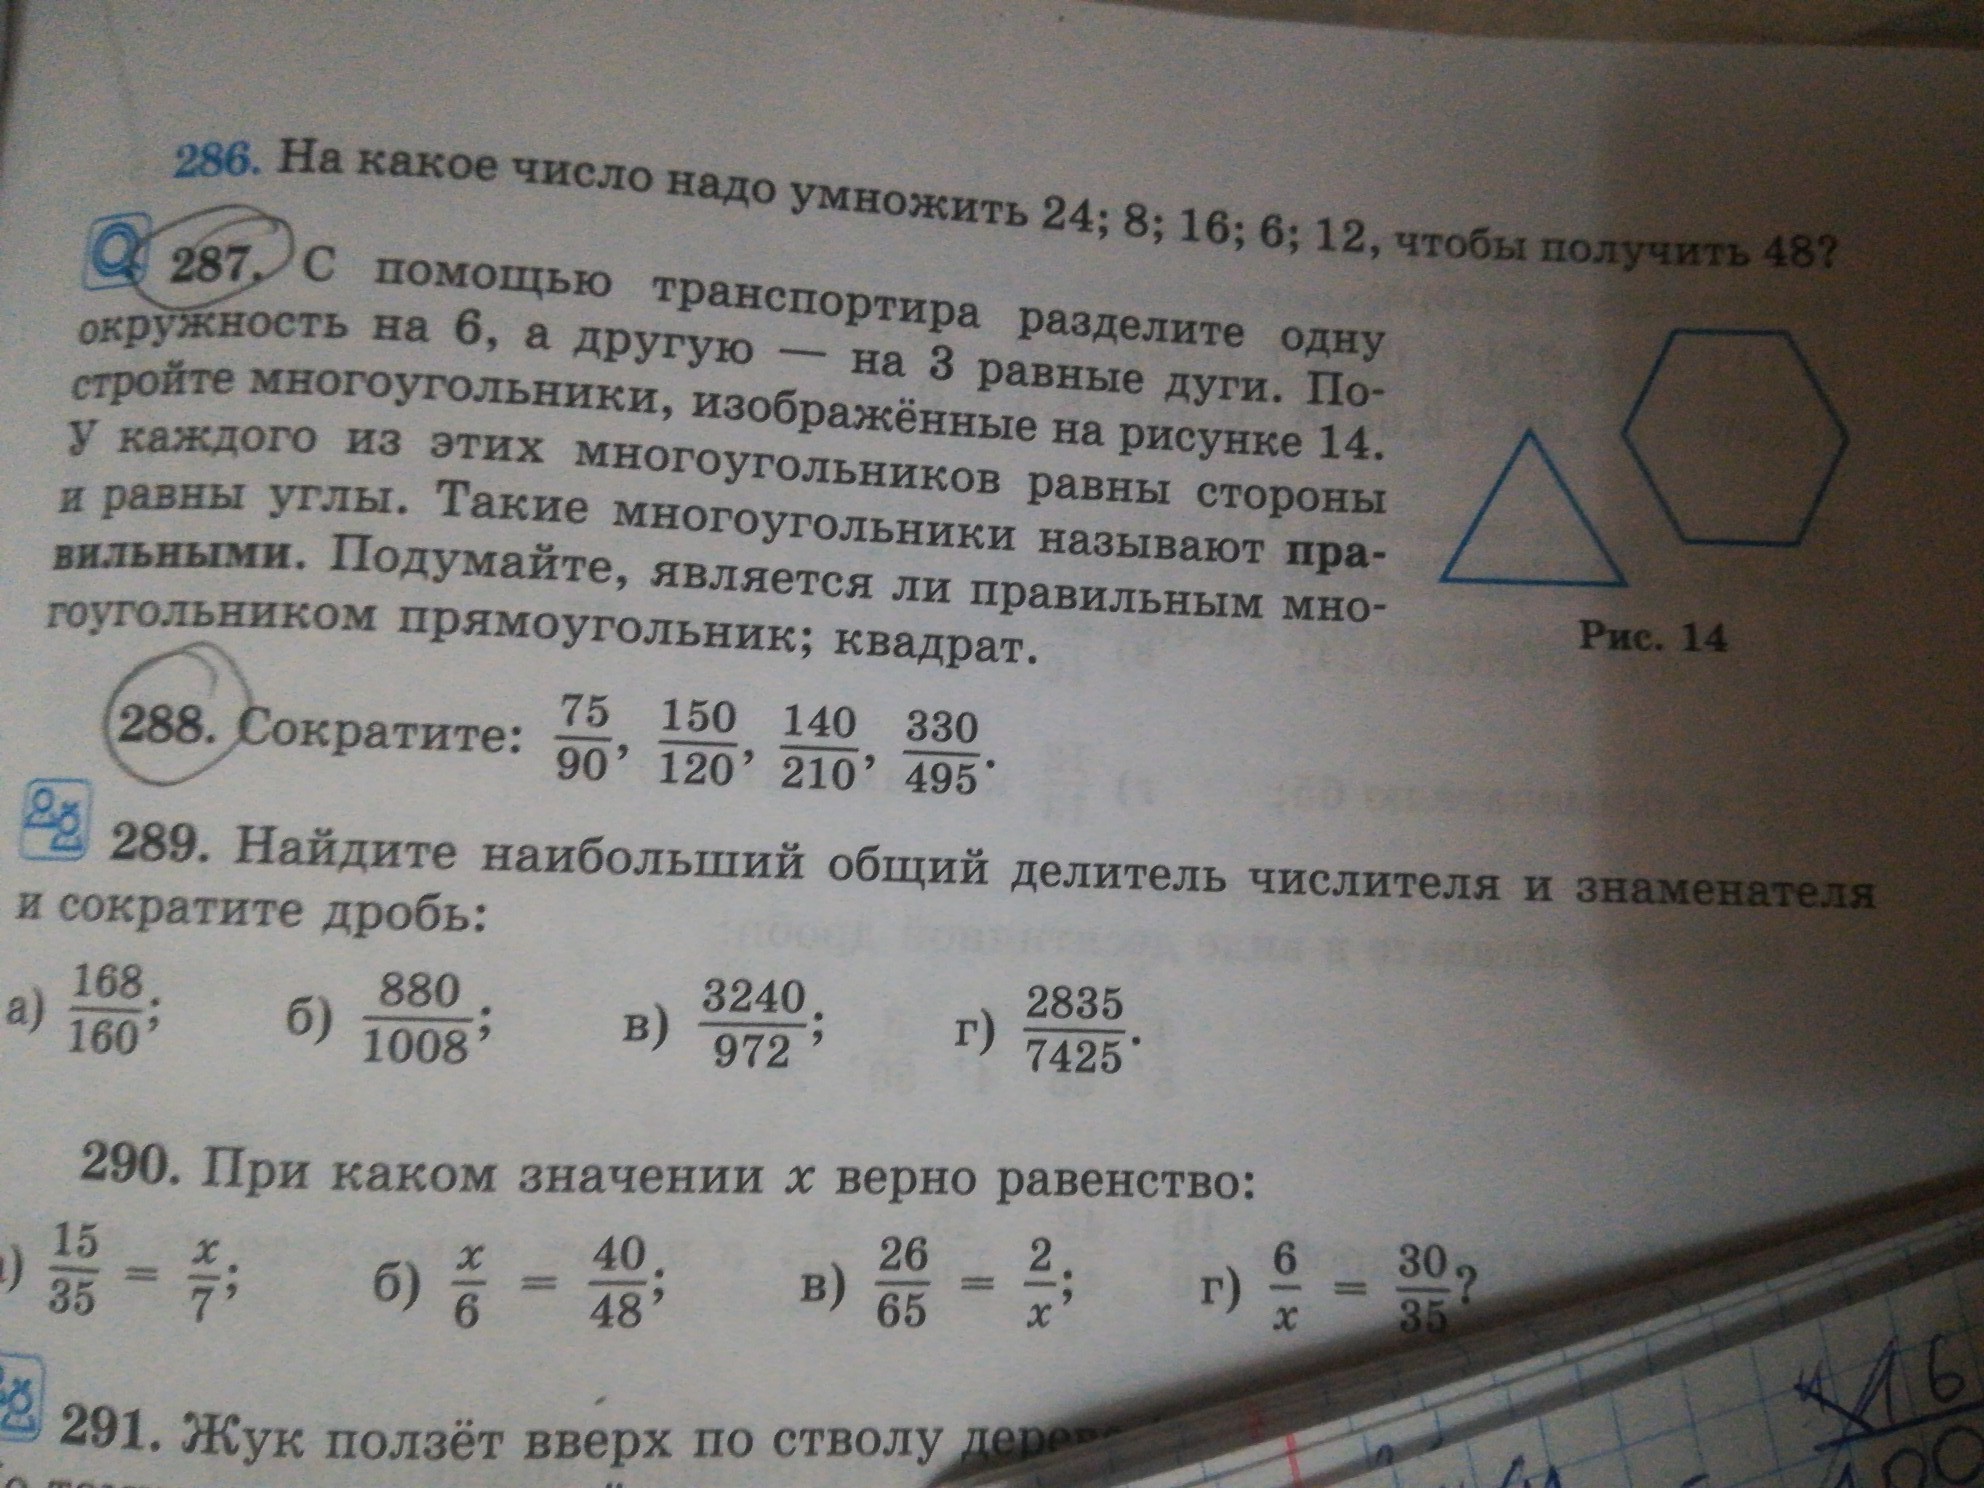 286. На какое число надо умножить 24; 8; 16; 6; 12, чтобы получить 48?
287. С помощью транспортира разделите одну
окружность на 6, а другую — на 3 равные дуги. По-
стройте многоугольники, изображённые на рисунке 14.
У каждого из этих многоугольников равны стороны
и равны углы. Такие многоугольники называют пра-
вильными. Подумайте, является ли правильным мно-
гоугольником прямоугольник; квадрат.
Рис. 14
288. Сократите: 75/90, 150/120, 140/210, 330/495.
289. Найдите наибольший общий делитель числителя и знаменателя
и сократите дробь:
а) 168/160; б) 880/1008; в) 3240/972; г) 2835/7425.
290. При каком значении x верно равенство:
) 15/35 = x/7; б) x/6 = 40/48; в) 26/65 = 2/x; г) 6/x = 30/35?
291. Жук ползёт вверх по стволу
16